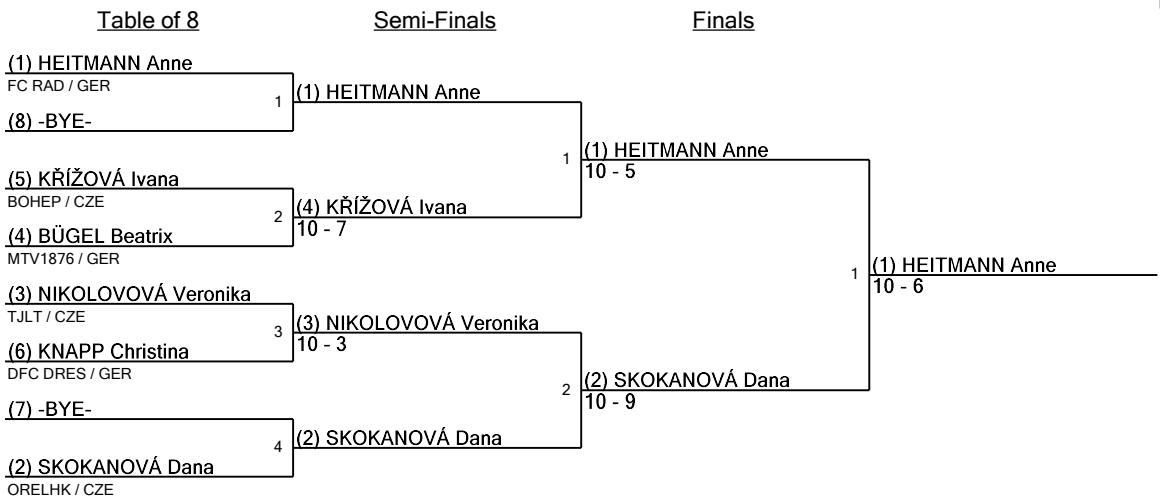 Table of 8
Semi-Finals
Finals
(1) HEITMANN Anne
FC RAD / GER
1
(8) -BYE-
(5) KŘÍŽOVÁ Ivana
BOHEP / CZE
2
(4) BÜGEL Beatrix
MTV1876 / GER
(3) NIKOLOVOVÁ Veronika
TJLT / CZE
3
(6) KNAPP Christina
DFC DRES / GER
(7) -BYE-
4
(2) SKOKANOVÁ Dana
ORELHK / CZE
(1) HEITMANN Anne
1
(4) KŘÍŽOVÁ Ivana
10 - 7
(3) NIKOLOVOVÁ Veronika
10 - 3
2
(2) SKOKANOVÁ Dana
(1) HEITMANN Anne
10 - 5
1
(2) SKOKANOVÁ Dana
10 - 9
(1) HEITMANN Anne
10 - 6